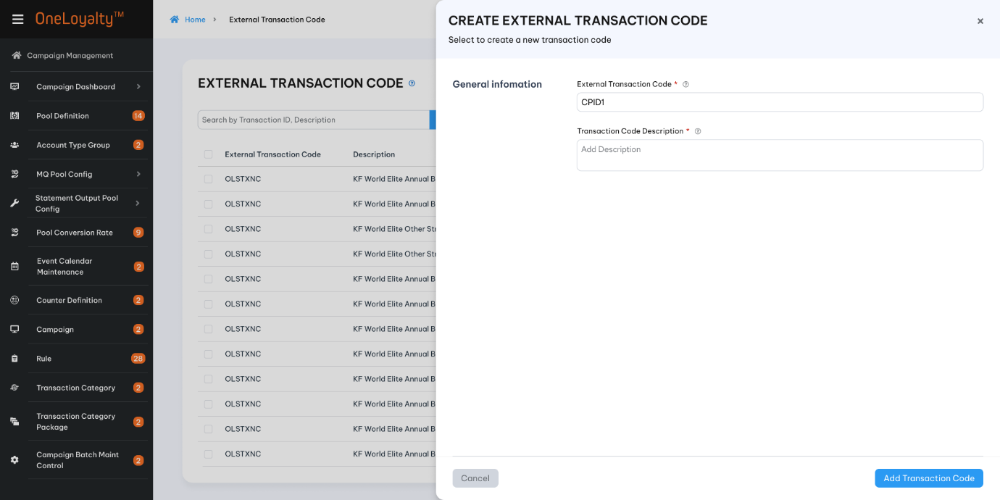 OneLoyalty™
Campaign Management
Campaign Dashboard
Pool Definition 14
Account Type Group 2
MQ Pool Config
Statement Output Pool
Config
Pool Conversion Rate 9
Event Calendar
Maintenance 2
Counter Definition 2
Campaign 2
Rule 28
Transaction Category 2
Transaction Category
Package 2
Campaign Batch Maint
Control 2
Home > External Transaction Code
EXTERNAL TRANSACTION CODE
Search by Transaction ID, Description
External Transaction Code Description
OLSTXNC KF World Elite Annual B
OLSTXNC KF World Elite Annual B
OLSTXNC KF World Elite Other Str
OLSTXNC KF World Elite Other Str
OLSTXNC KF World Elite Annual B
OLSTXNC KF World Elite Annual B
OLSTXNC KF World Elite Annual B
OLSTXNC KF World Elite Annual B
OLSTXNC KF World Elite Annual B
OLSTXNC KF World Elite Annual B
OLSTXNC KF World Elite Annual B
OLSTXNC KF World Elite Annual B
CREATE EXTERNAL TRANSACTION CODE
Select to create a new transaction code
General infomation
External Transaction Code *
CPID1
Transaction Code Description *
Add Description
Cancel
Add Transaction Code